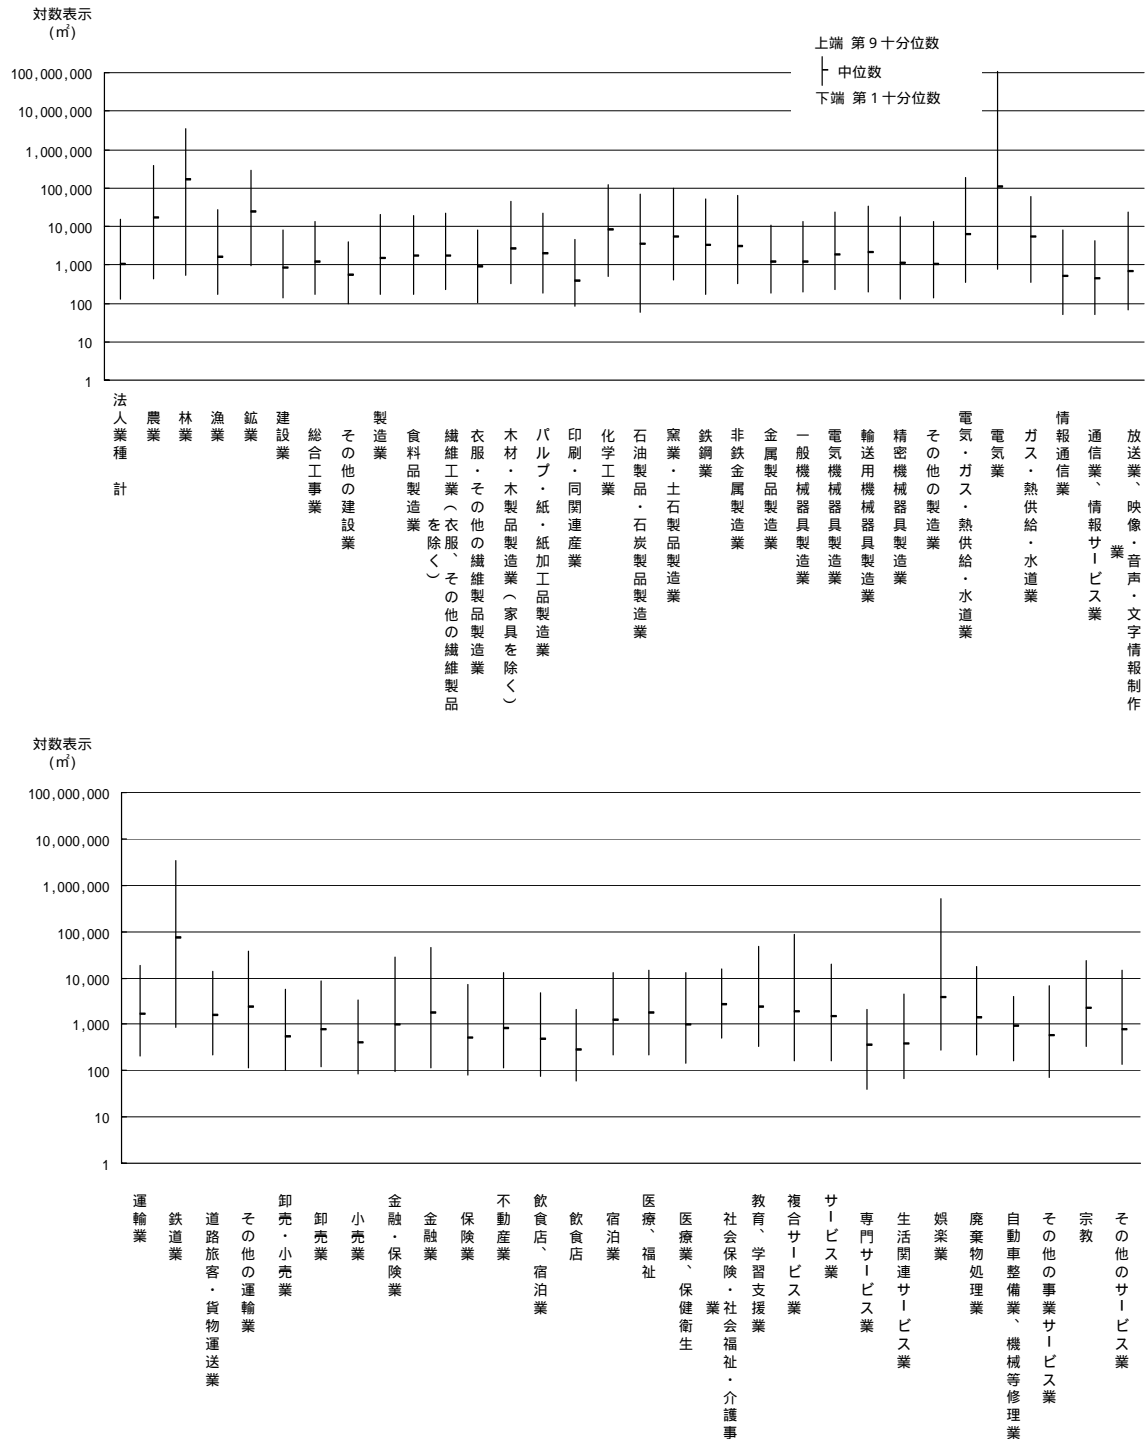 対数表示
(㎡)
上端 第9十分位数
中位数
下端 第1十分位数
100,000,000
10,000,000
1,000,000
100,000
10,000
1,000
100
10
1
法人業種 計
農業
林業
漁業
鉱業
建設業
総合工事業
その他の建設業
製造業
食料品製造業
繊維工業(衣服、その他の繊維製品
を除く)
衣服・その他の繊維製品製造業
木材・木製品製造業(家具を除く)
パルプ・紙・紙加工品製造業
印刷・同関連産業
化学工業
石油製品・石炭製品製造業
窯業・土石製品製造業
鉄鋼業
非鉄金属製造業
金属製品製造業
一般機械器具製造業
電気機械器具製造業
輸送用機械器具製造業
精密機械器具製造業
その他の製造業
電気・ガス・熱供給・水道業
電気業
ガス・熱供給・水道業
情報通信業
通信業、情報サービス業
放送業、映像・音声・文字情報制作
業
対数表示
(㎡)
100,000,000
10,000,000
1,000,000
100,000
10,000
1,000
100
10
1
運輸業
鉄道業
道路旅客・貨物運送業
その他の運輸業
卸売・小売業
卸売業
小売業
金融・保険業
金融業
保険業
不動産業
飲食店、宿泊業
飲食店
宿泊業
医療、福祉
医療業、保健衛生
社会保険・社会福祉・介護事
業
教育、学習支援業
複合サービス業
サービス業
専門サービス業
生活関連サービス業
娯楽業
廃棄物処理業
自動車整備業、機械等修理業
その他の事業サービス業
宗教
その他のサービス業